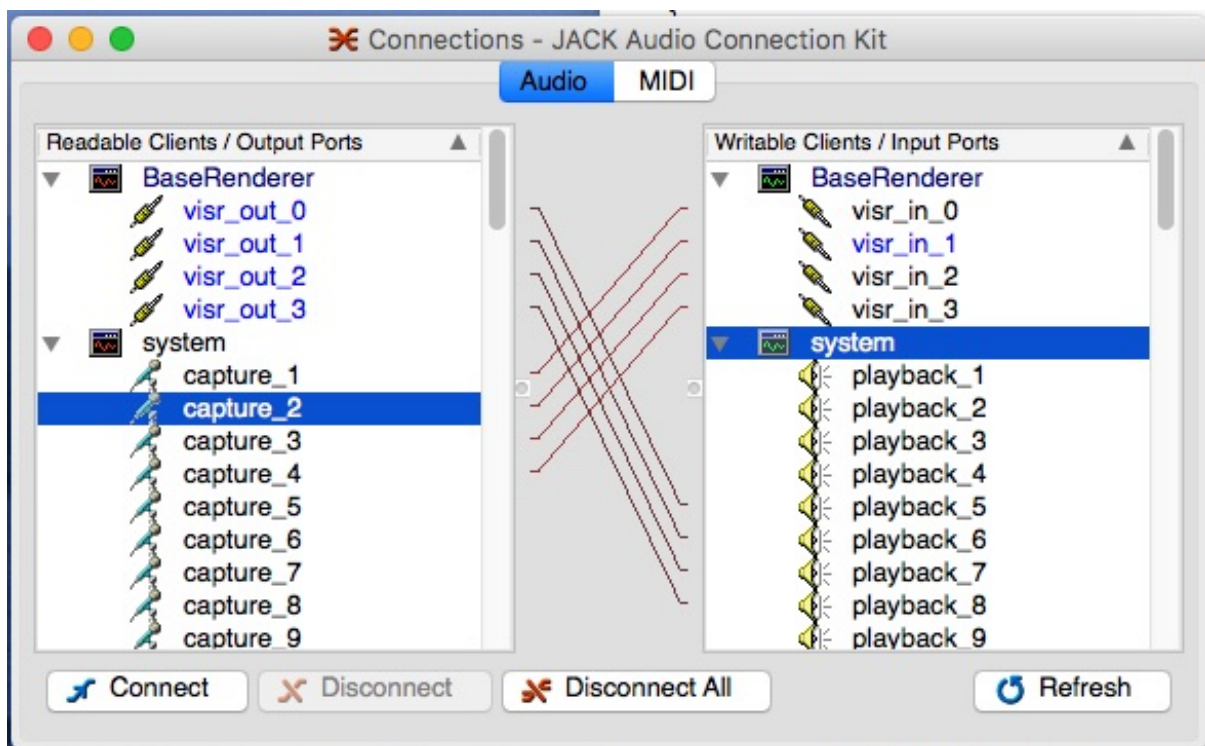 Connections - JACK Audio Connection Kit
Audio MIDI
Readable Clients / Output Ports
BaseRenderer
visr_out_0
visr_out_1
visr_out_2
visr_out_3
system
capture_1
capture_2
capture_3
capture_4
capture_5
capture_6
capture_7
capture_8
capture_9
Writable Clients / Input Ports
BaseRenderer
visr_in_0
visr_in_1
visr_in_2
visr_in_3
system
playback_1
playback_2
playback_3
playback_4
playback_5
playback_6
playback_7
playback_8
playback_9
Connect Disconnect Disconnect All Refresh